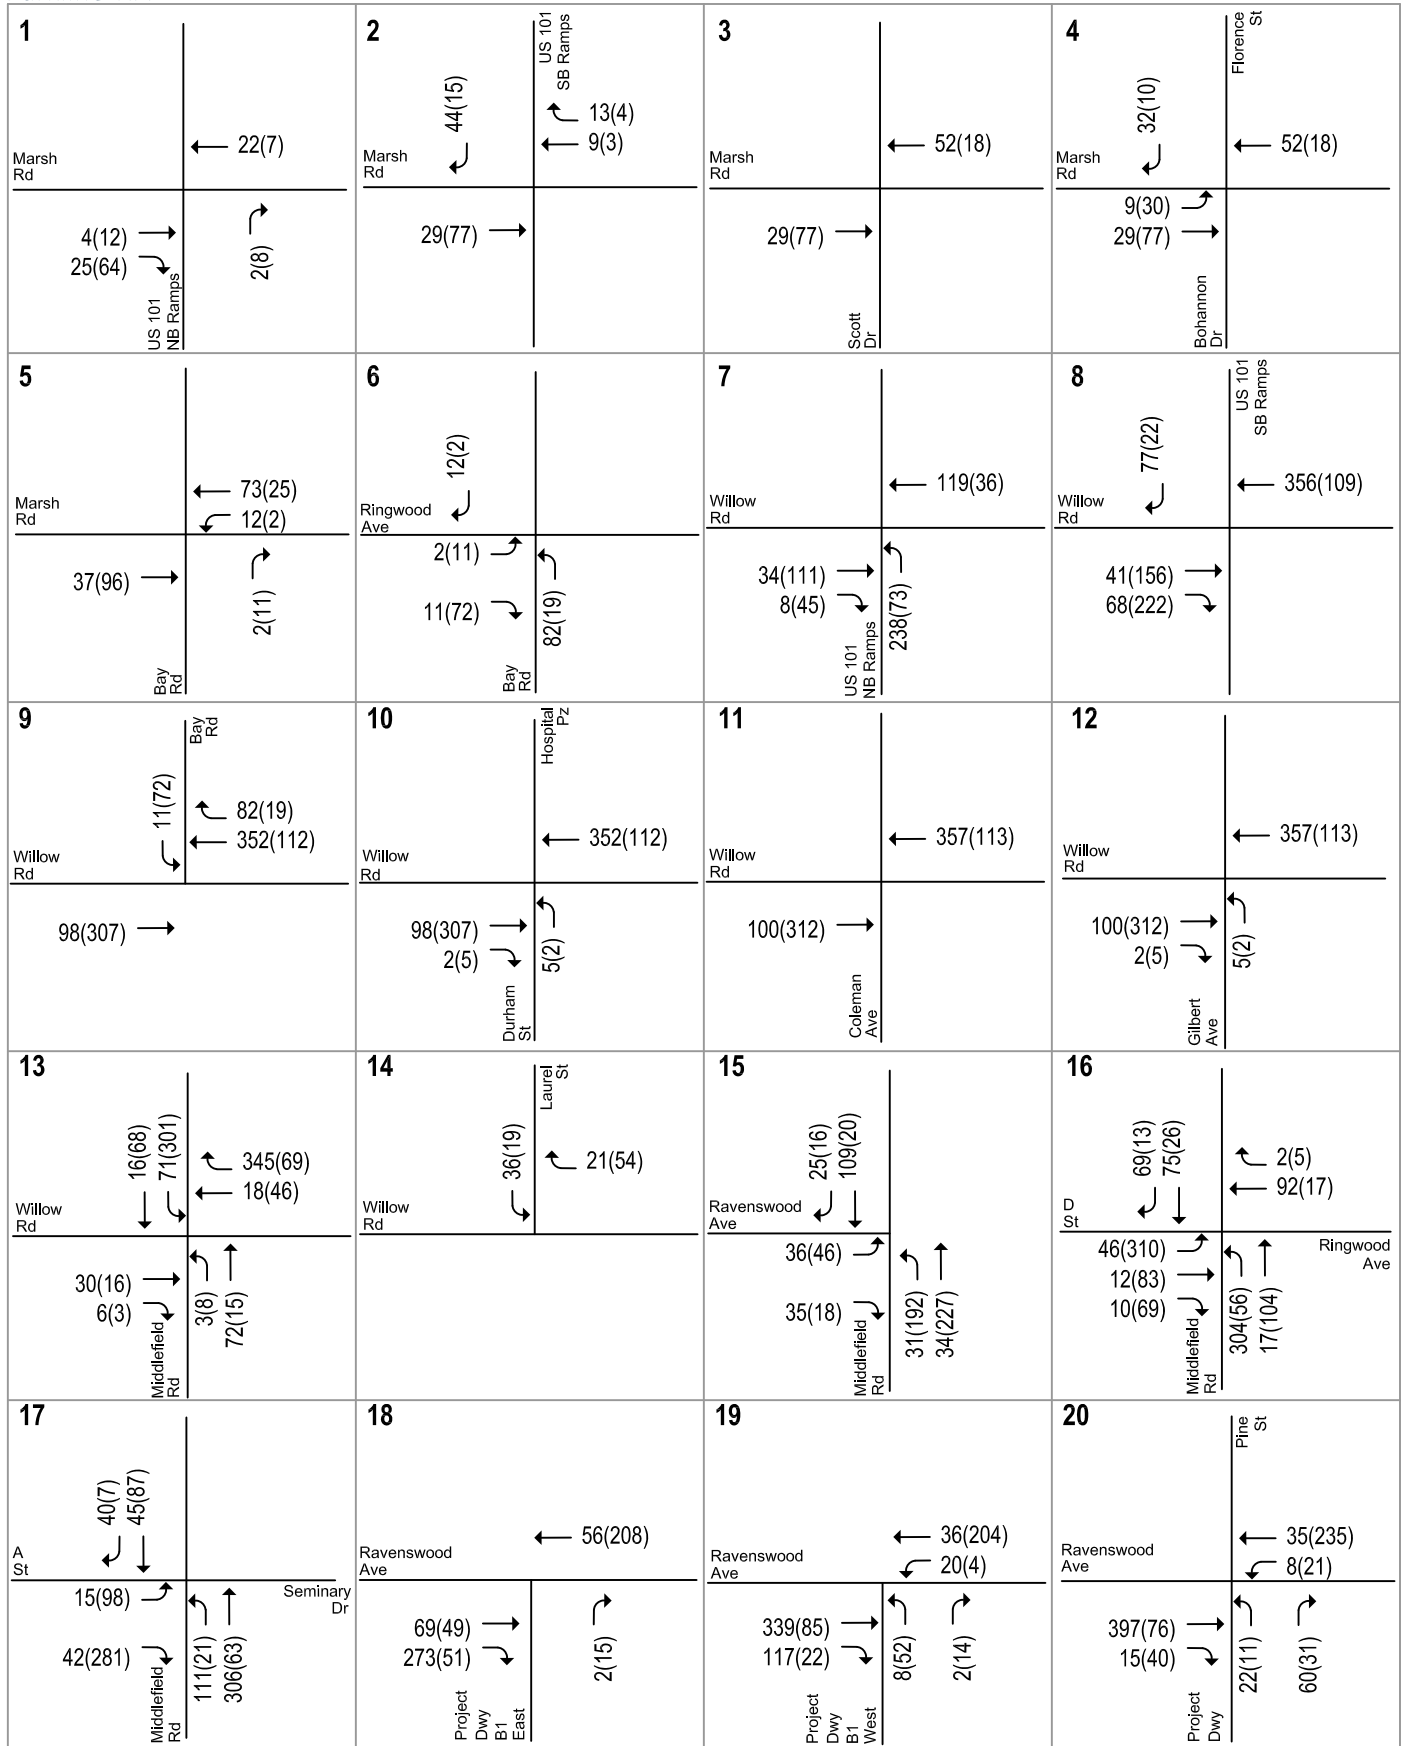 1
22(7)
Marsh
Rd
4(12)
25(64)
2(8)
US 101
NB Ramps
2
US 101
SB Ramps
44(15)
13(4)
9(3)
Marsh
Rd
29(77)
3
52(18)
Marsh
Rd
29(77)
Scott
Dr
4
Florence
St
32(10)
52(18)
Marsh
Rd
9(30)
29(77)
Bohannon
Dr
5
73(25)
12(2)
Marsh
Rd
37(96)
2(11)
Bay
Rd
6
12(2)
Ringwood
Ave
2(11)
11(72)
82(19)
Bay
Rd
7
119(36)
Willow
Rd
34(111)
8(45)
238(73)
US 101
NB Ramps
8
US 101
SB Ramps
77(22)
356(109)
Willow
Rd
41(156)
68(222)
9
Bay
Rd
11(72)
82(19)
352(112)
Willow
Rd
98(307)
10
Hospital
Pz
352(112)
Willow
Rd
98(307)
2(5)
5(2)
Durham
St
11
357(113)
Willow
Rd
100(312)
Coleman
Ave
12
357(113)
Willow
Rd
100(312)
2(5)
5(2)
Gilbert
Ave
13
16(68)
71(301)
345(69)
18(46)
Willow
Rd
30(16)
6(3)
3(8)
72(15)
Middlefield
Rd
14
Laurel
St
36(19)
21(54)
Willow
Rd
15
25(16)
109(20)
Ravenswood
Ave
36(46)
35(18)
31(192)
34(227)
Middlefield
Rd
16
69(13)
75(26)
2(5)
92(17)
D
St
Ringwood
Ave
46(310)
12(83)
10(69)
304(56)
17(104)
Middlefield
Rd
17
40(7)
45(87)
A
St
Seminary
Dr
15(98)
42(281)
111(21)
306(63)
Middlefield
Rd
18
56(208)
Ravenswood
Ave
69(49)
273(51)
2(15)
Project
Dwy
B1
East
19
36(204)
20(4)
Ravenswood
Ave
339(85)
117(22)
8(52)
2(14)
Project
Dwy
B1
West
20
Pine
St
35(235)
8(21)
Ravenswood
Ave
397(76)
15(40)
22(11)
60(31)
Project
Dwy